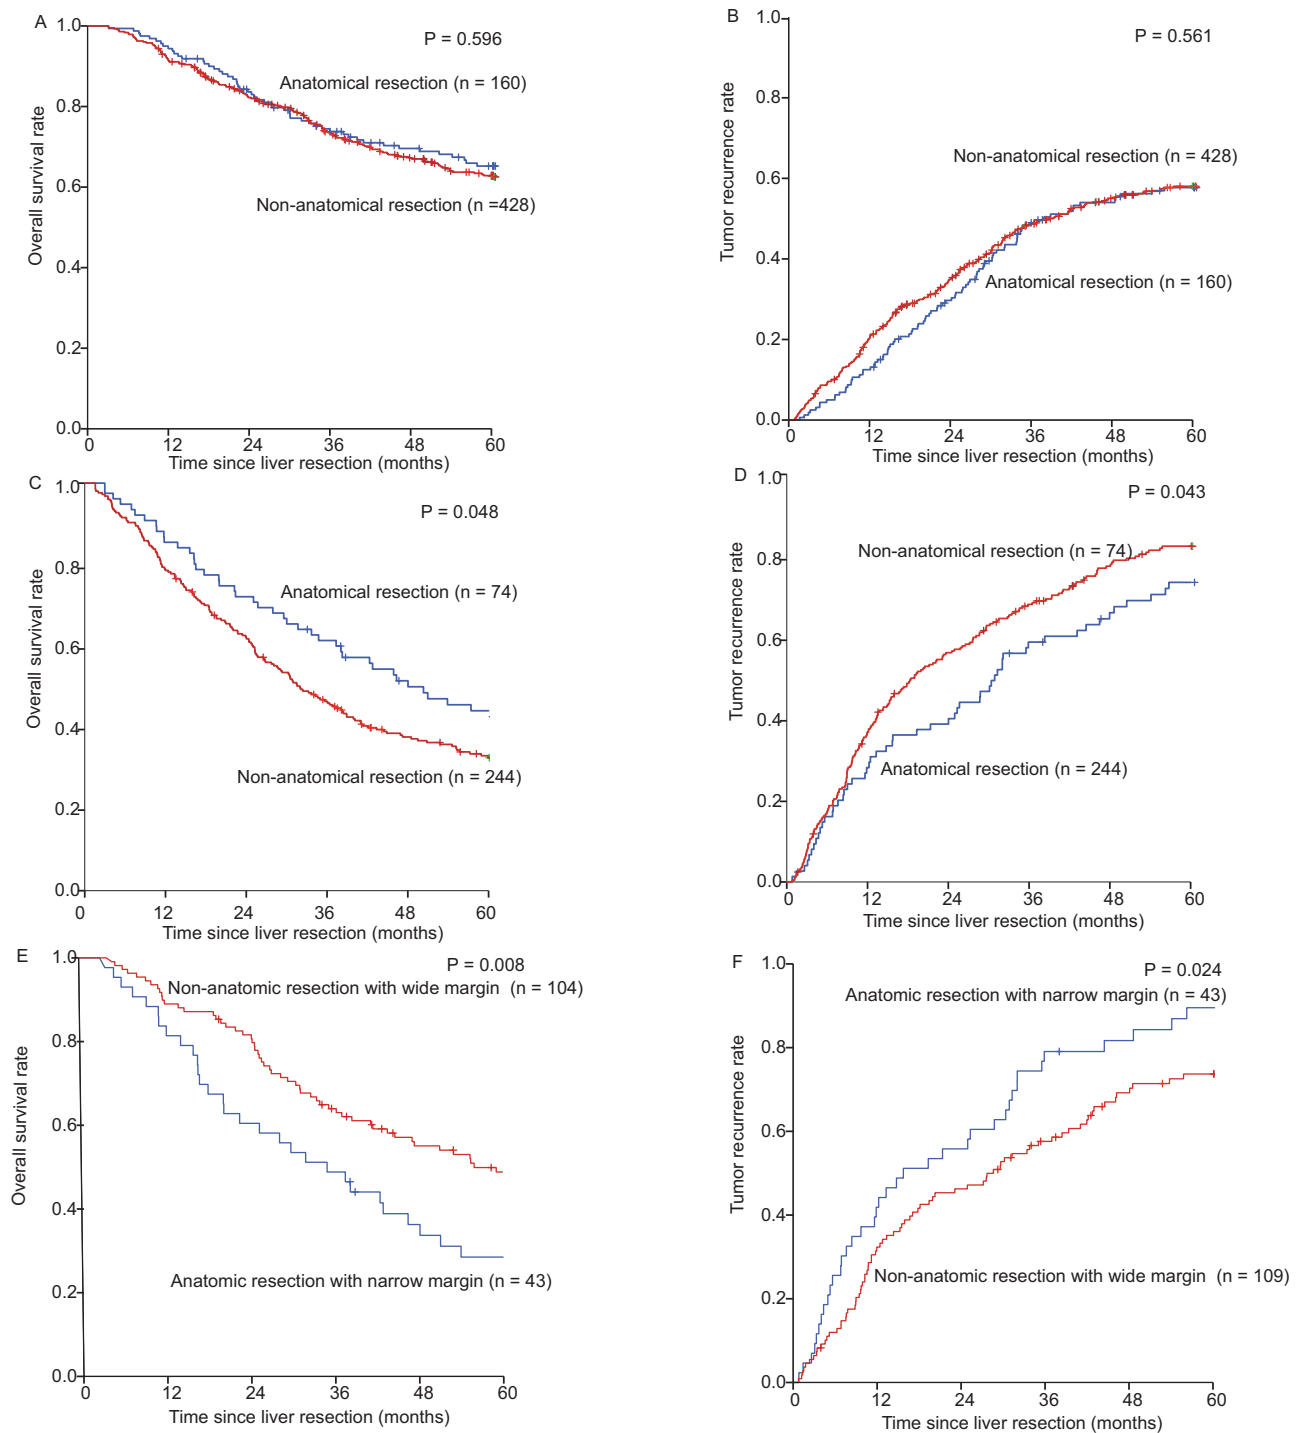 A
1.0
P = 0.596
Anatomical resection (n = 160)
0.8
0.6
Non-anatomical resection (n =428)
0.4
0.2
0.0
Overall survival rate
0 12 24 36 48 60
Time since liver resection (months)
B
1.0
P = 0.561
0.8
Non-anatomical resection (n = 428)
0.6
0.4
Anatomical resection (n = 160)
0.2
0.0
Tumor recurrence rate
0 12 24 36 48 60
Time since liver resection (months)
C
1.0
P = 0.048
0.8
Anatomical resection (n = 74)
0.6
0.4
Non-anatomical resection (n = 244)
0.2
0.0
Overall survival rate
0 12 24 36 48 60
Time since liver resection (months)
D
1.0
P = 0.043
Non-anatomical resection (n = 74)
0.8
0.6
0.4
Anatomical resection (n = 244)
0.2
0.0
Tumor recurrence rate
0 12 24 36 48 60
Time since liver resection (months)
E
1.0
P = 0.008
Non-anatomic resection with wide margin (n = 104)
0.8
0.6
0.4
Anatomic resection with narrow margin (n = 43)
0.2
0.0
Overall survival rate
0 12 24 36 48 60
Time since liver resection (months)
F
1.0
P = 0.024
Anatomic resection with narrow margin (n = 43)
0.8
0.6
0.4
Non-anatomic resection with wide margin (n = 109)
0.2
0.0
Tumor recurrence rate
0 12 24 36 48 60
Time since liver resection (months)